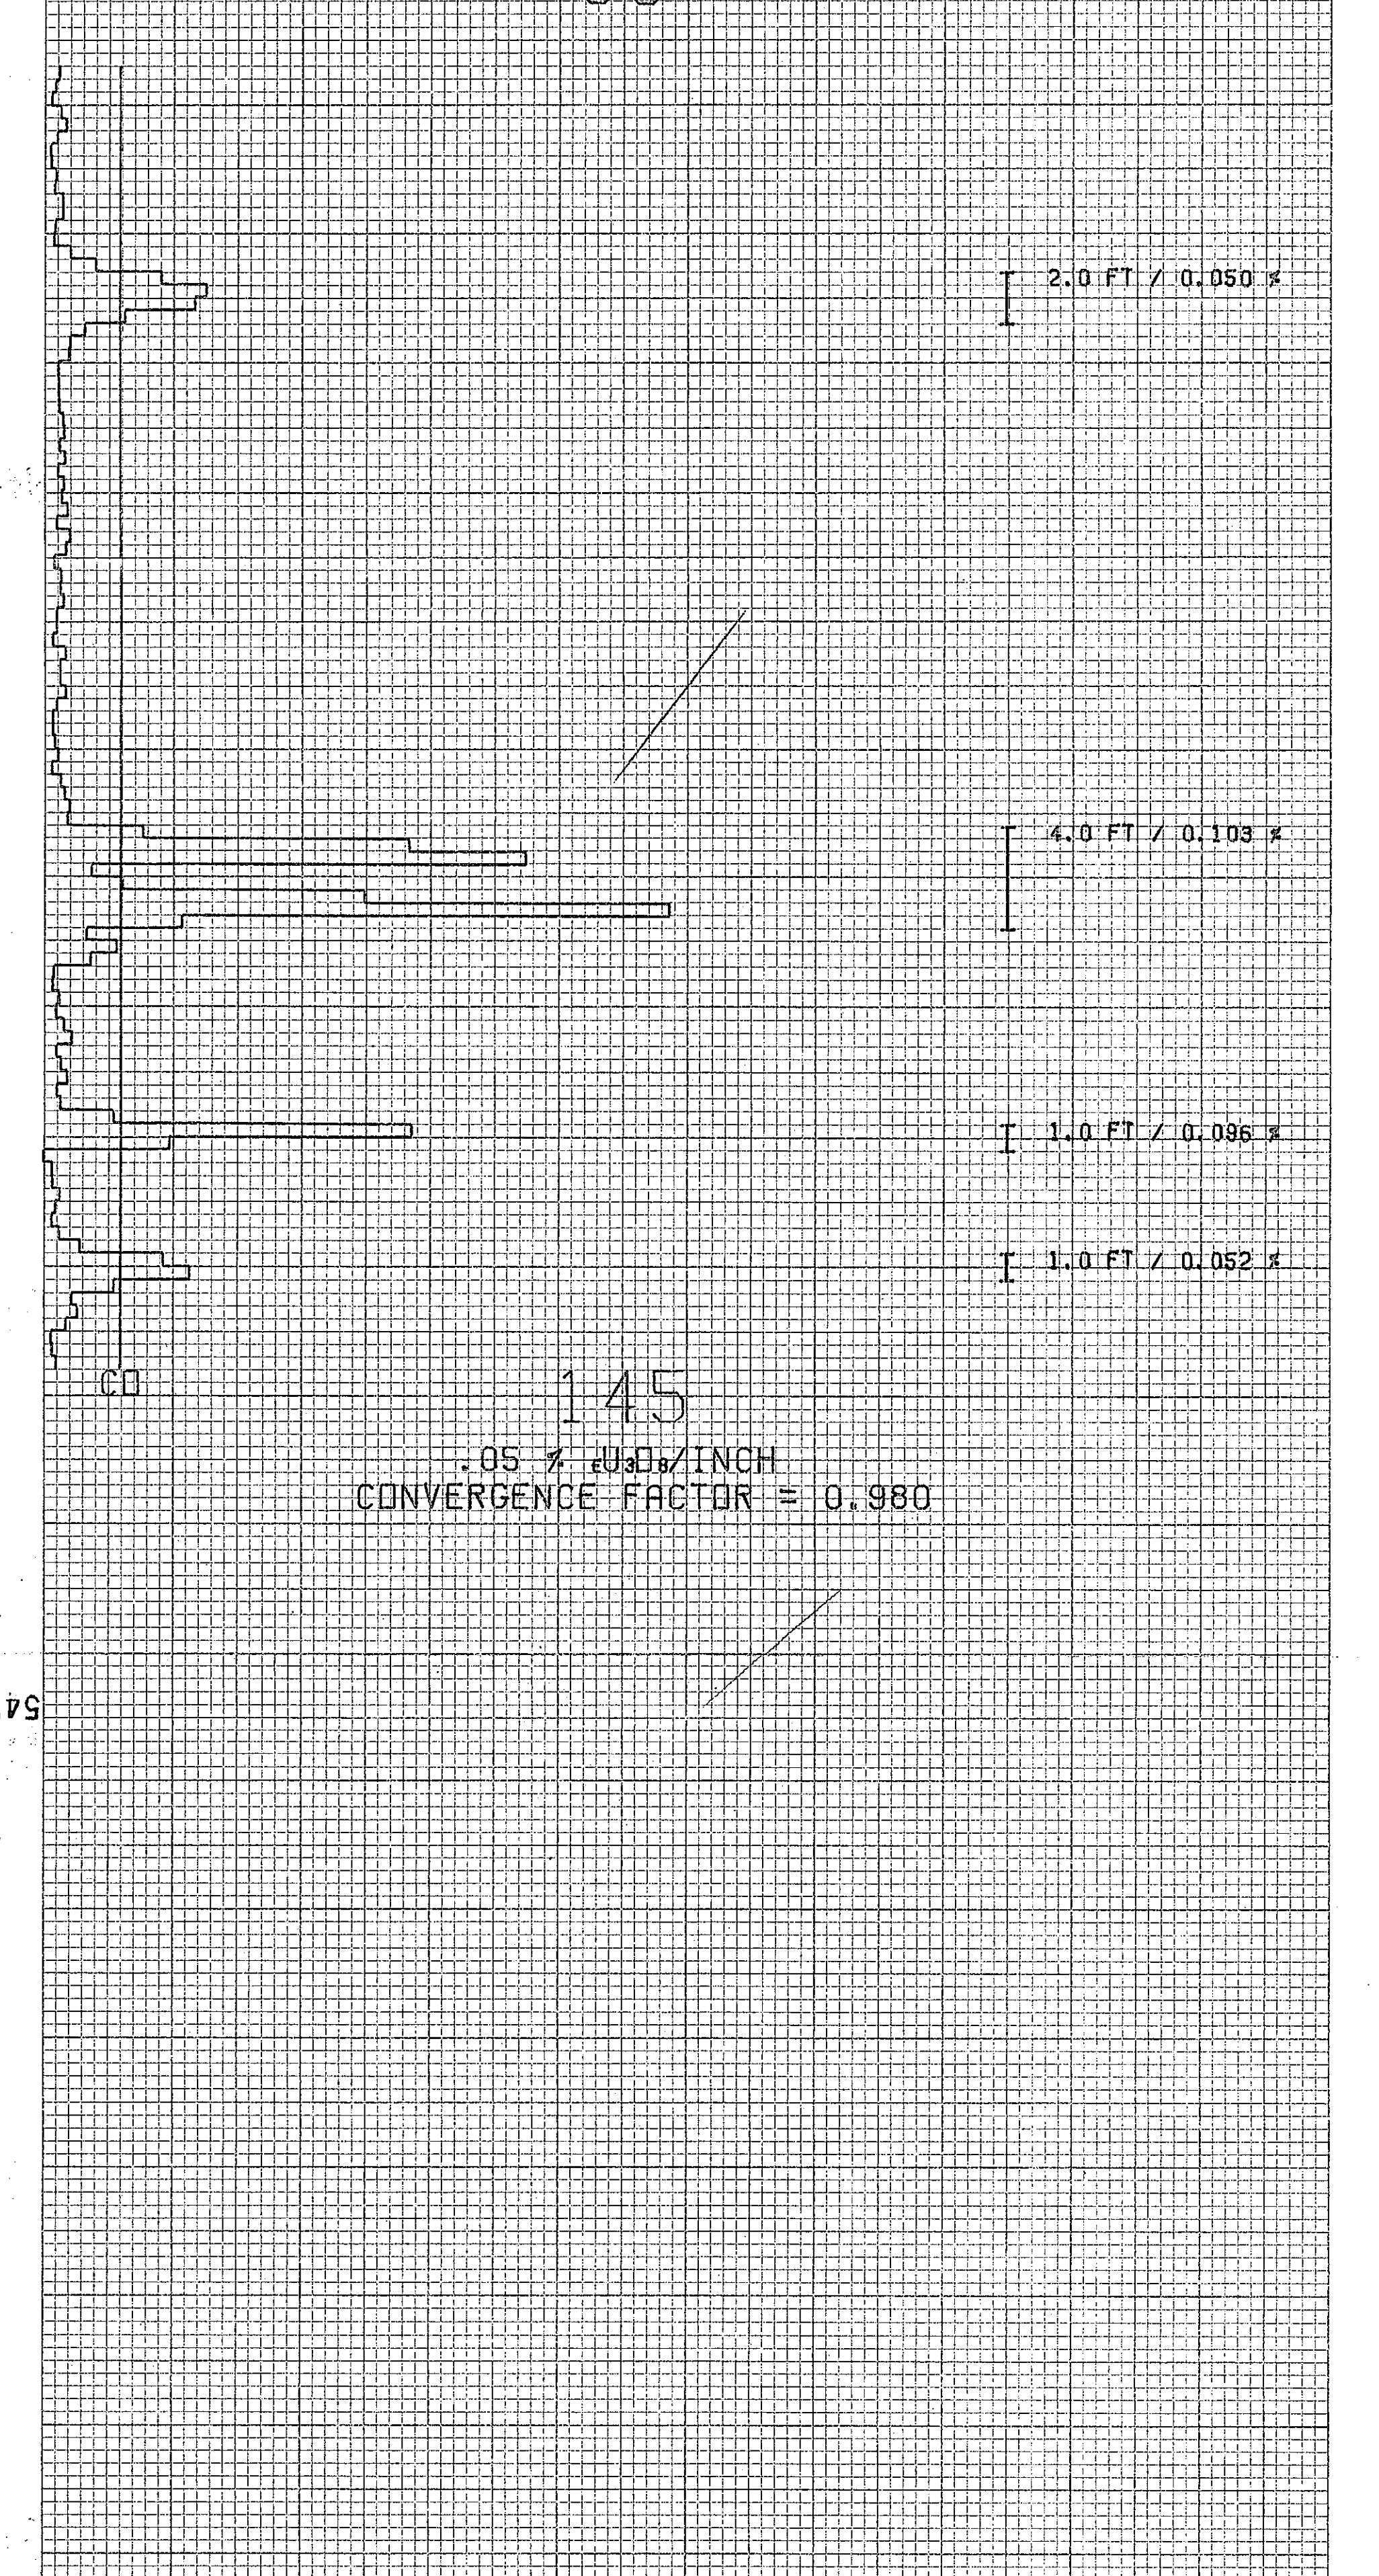 2.0 FT / 0.050 %
4.0 FT / 0.103 %
1.0 FT / 0.096 %
1.0 FT / 0.052 %
CO
145
.05 % εU₃O₈/INCH
CONVERGENCE FACTOR = 0.980
54